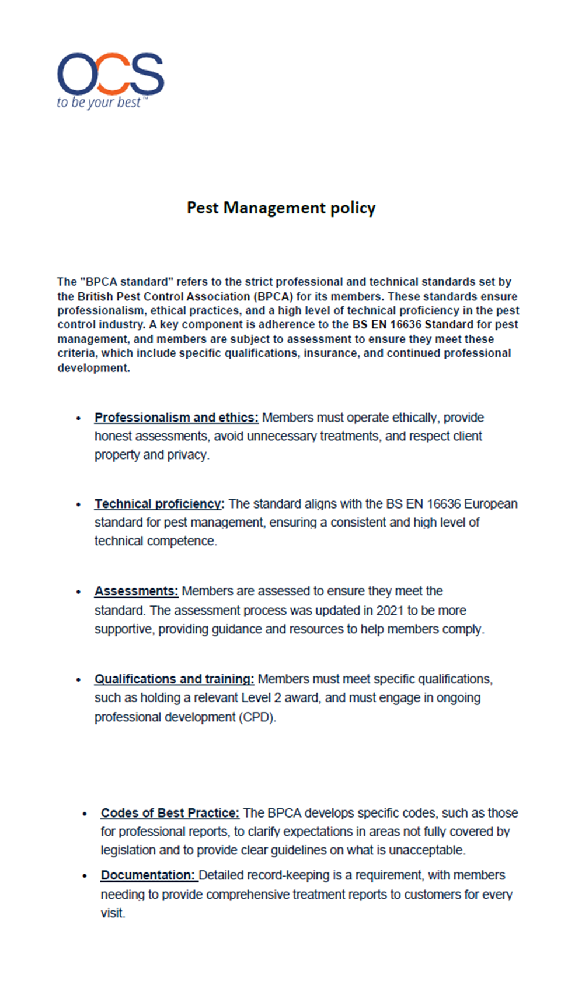 OCS
to be your best™
Pest Management policy
The "BPCA standard" refers to the strict professional and technical standards set by
the British Pest Control Association (BPCA) for its members. These standards ensure
professionalism, ethical practices, and a high level of technical proficiency in the pest
control industry. A key component is adherence to the BS EN 16636 Standard for pest
management, and members are subject to assessment to ensure they meet these
criteria, which include specific qualifications, insurance, and continued professional
development.
• Professionalism and ethics: Members must operate ethically, provide
honest assessments, avoid unnecessary treatments, and respect client
property and privacy.
• Technical proficiency: The standard aligns with the BS EN 16636 European
standard for pest management, ensuring a consistent and high level of
technical competence.
• Assessments: Members are assessed to ensure they meet the
standard. The assessment process was updated in 2021 to be more
supportive, providing guidance and resources to help members comply.
• Qualifications and training: Members must meet specific qualifications,
such as holding a relevant Level 2 award, and must engage in ongoing
professional development (CPD).
• Codes of Best Practice: The BPCA develops specific codes, such as those
for professional reports, to clarify expectations in areas not fully covered by
legislation and to provide clear guidelines on what is unacceptable.
• Documentation: Detailed record-keeping is a requirement, with members
needing to provide comprehensive treatment reports to customers for every
visit.